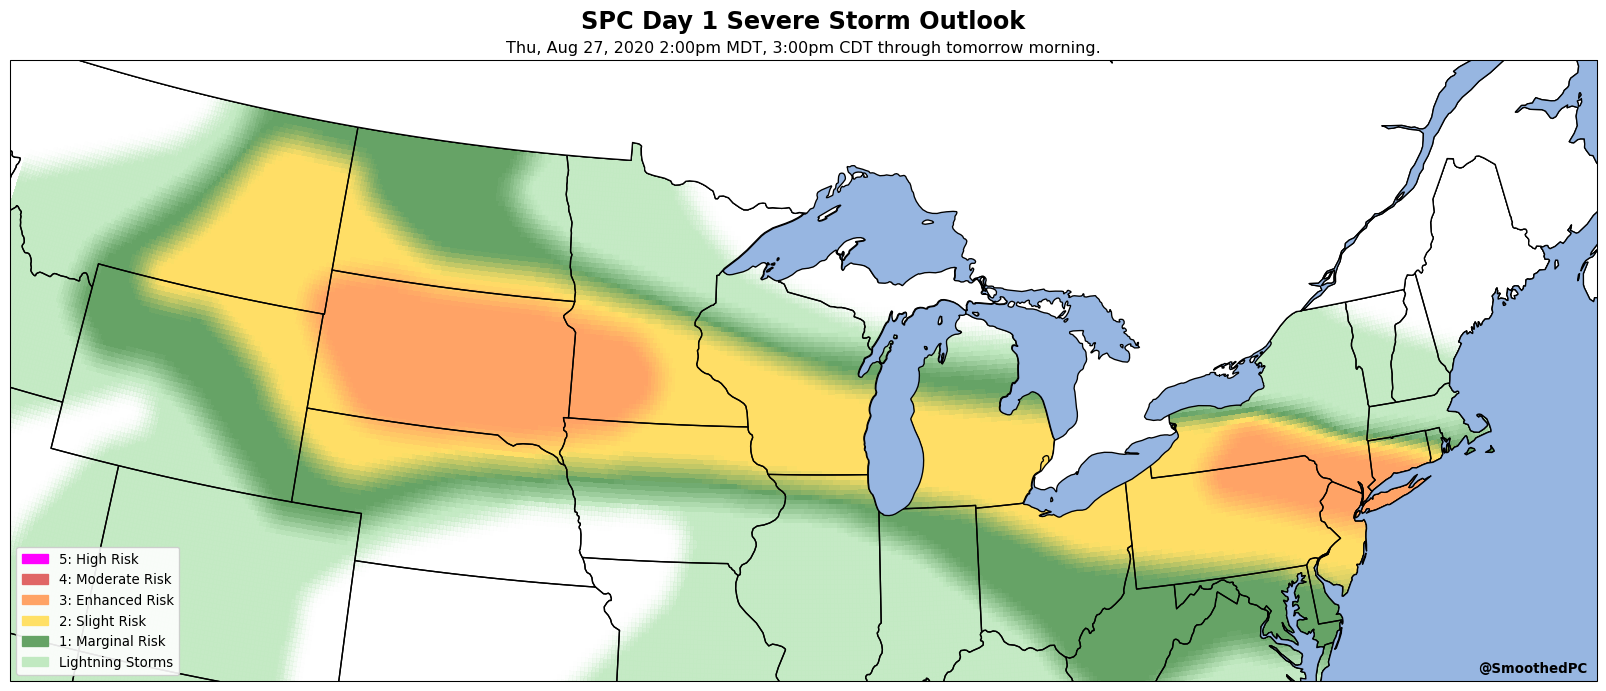 SPC Day 1 Severe Storm Outlook
Thu, Aug 27, 2020 2:00pm MDT, 3:00pm CDT through tomorrow morning.
5: High Risk
4: Moderate Risk
3: Enhanced Risk
2: Slight Risk
1: Marginal Risk
Lightning Storms
@SmoothedPC